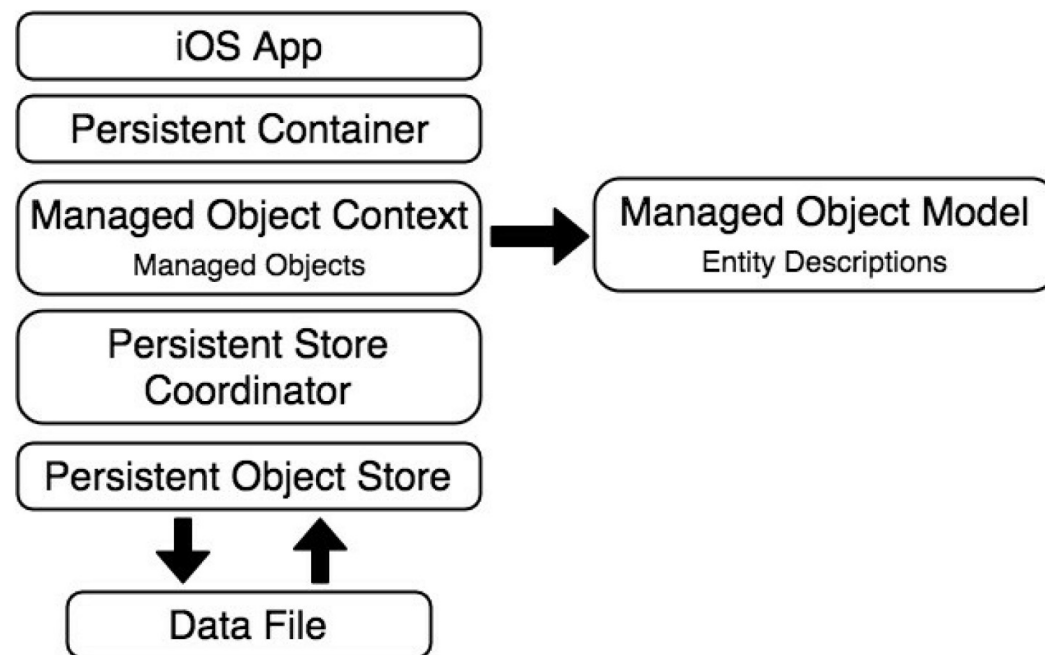 iOS App
Persistent Container
Managed Object Context
Managed Objects
Managed Object Model
Entity Descriptions
Persistent Store
Coordinator
Persistent Object Store
Data File